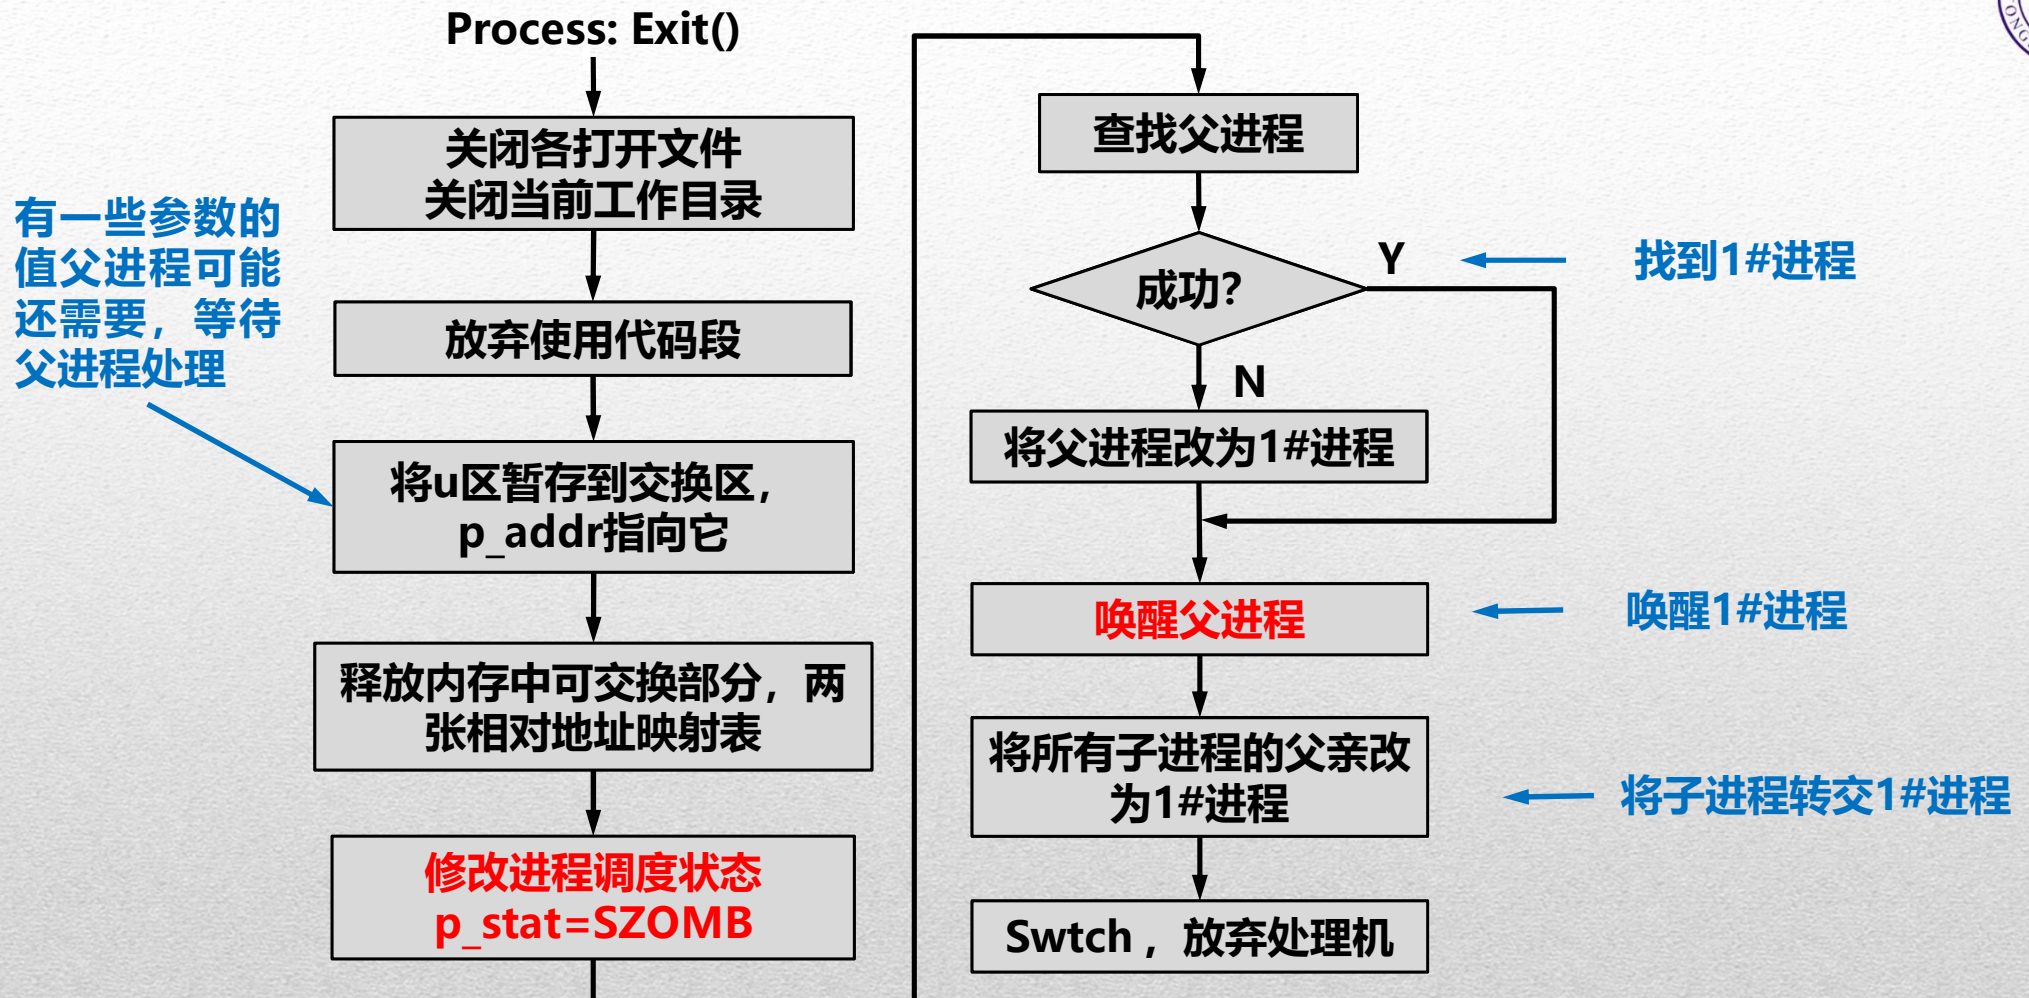 Process: Exit()
关闭各打开文件
关闭当前工作目录
有一些参数的
值父进程可能
还需要，等待
父进程处理
放弃使用代码段
将u区暂存到交换区，
p_addr指向它
释放内存中可交换部分，两
张相对地址映射表
修改进程调度状态
p_stat=SZOMB
查找父进程
成功?
Y
找到1#进程
N
将父进程改为1#进程
唤醒父进程
唤醒1#进程
将所有子进程的父亲改
为1#进程
将子进程转交1#进程
Swtch，放弃处理机